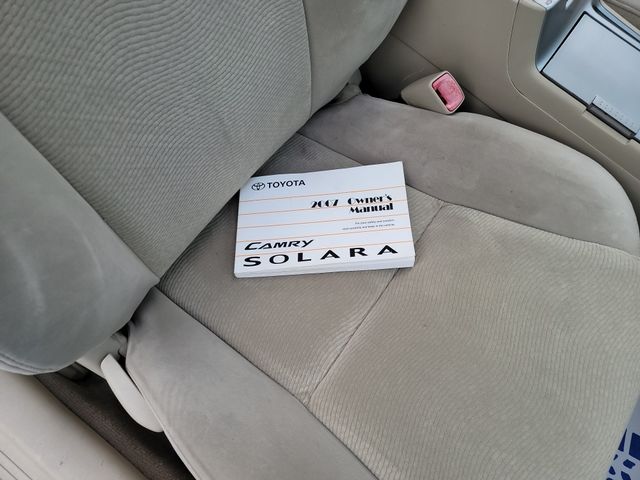 TOYOTA
2007 Owner's
Manual
CAMRY
SOLARA